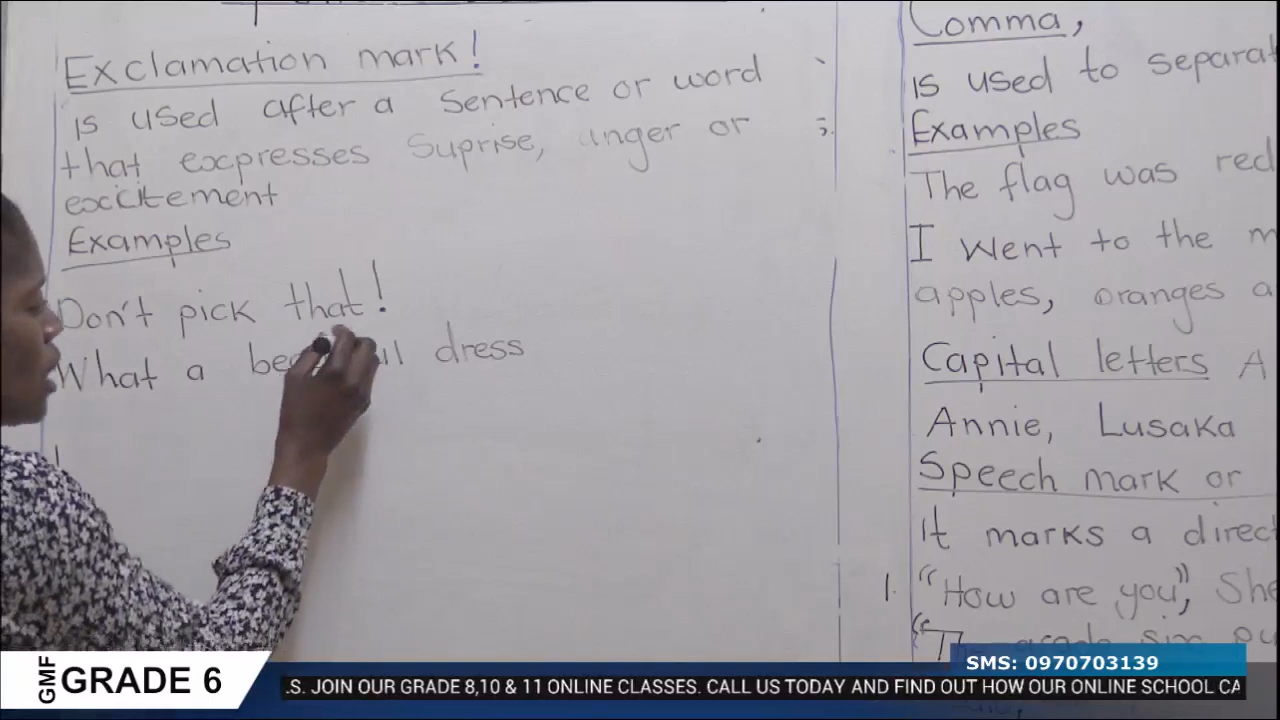 Exclamation mark!
is used after a sentence or word
that expresses Suprise, anger or
excitement
Examples
Don't pick that!
What a dress
Comma,
is used to
Examples
The flag was red
I went to the
apples, oranges
Capital letters A
Annie, Lusaka
Speech mark or
it marks a
1. "How are you", She
SMS: 0970703139
GMF GRADE 6
JOIN OUR GRADE 8,10 & 11 ONLINE CLASSES. CALL US TODAY AND FIND OUT HOW OUR ONLINE SCHOOL